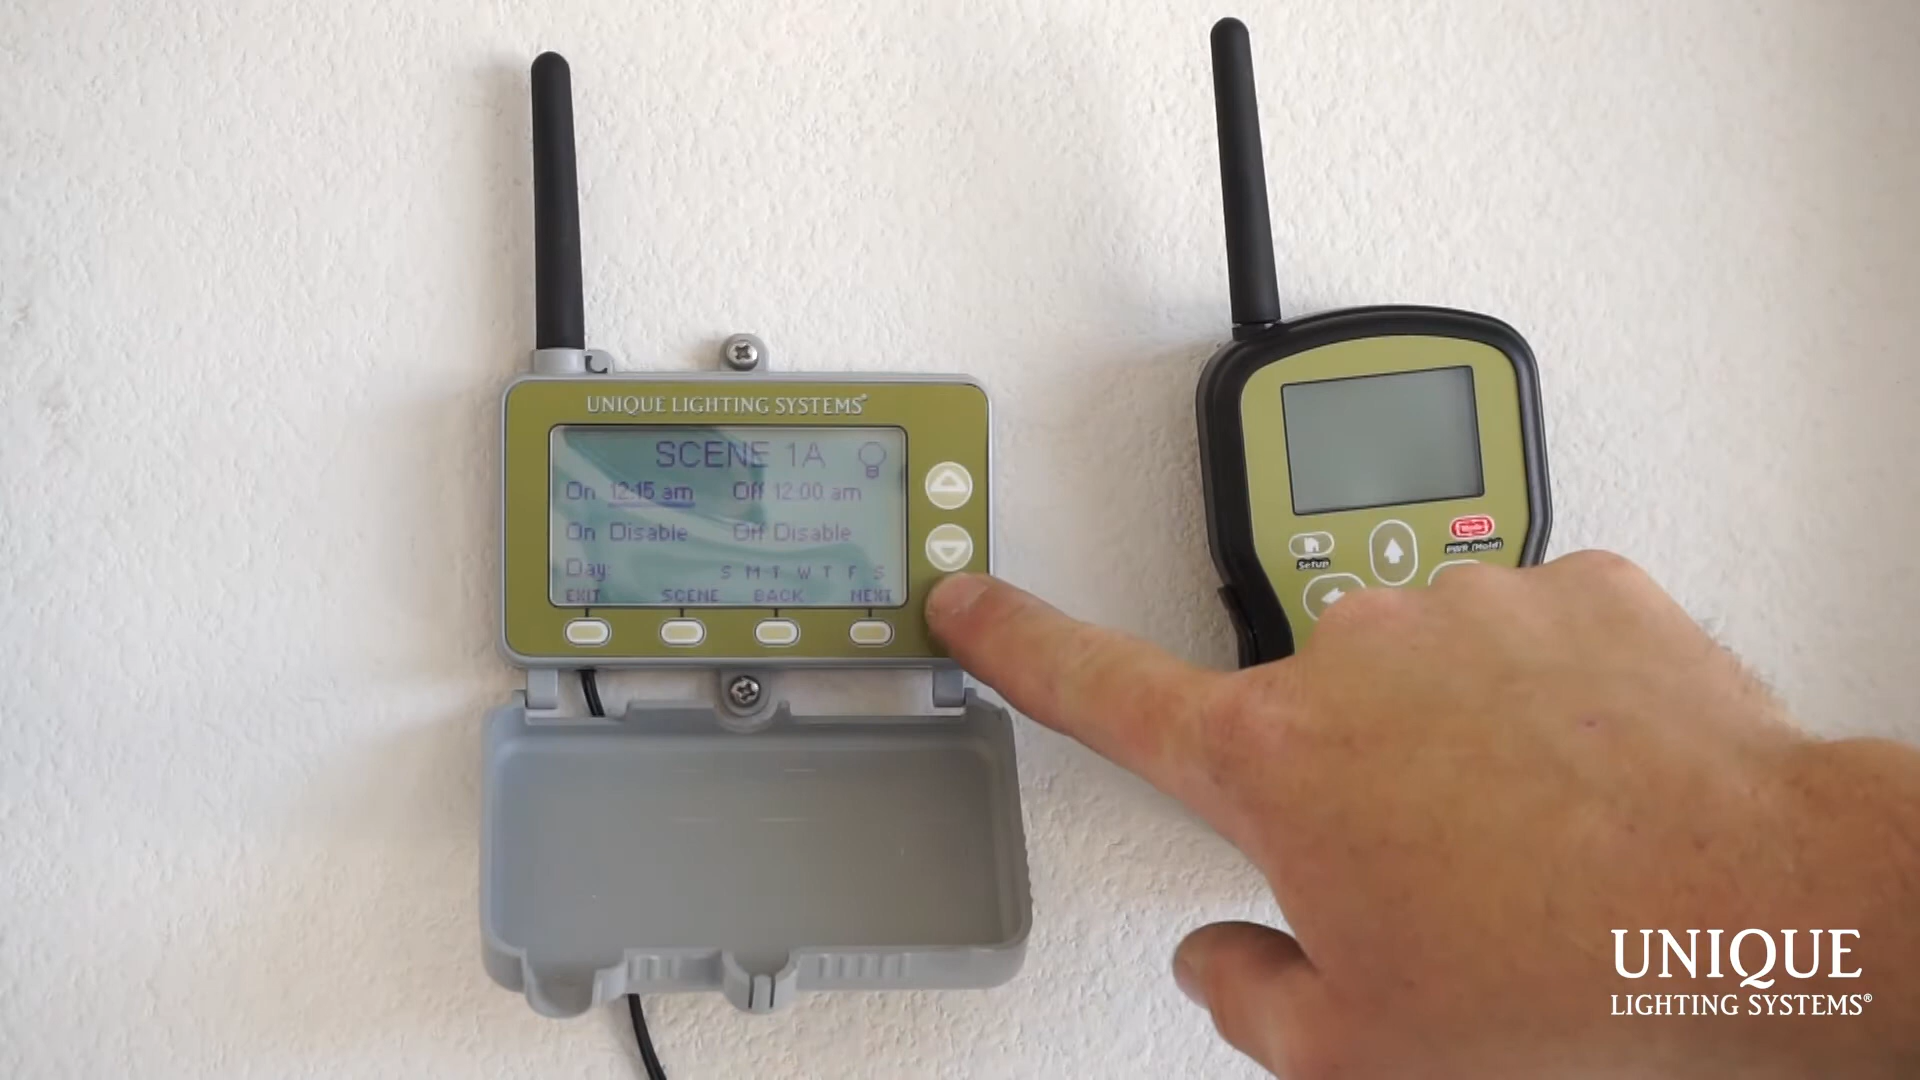 UNIQUE LIGHTING SYSTEMS®
SCENE 1A
On 12:15 am Off 12:00 am
On Disable Off Disable
Day: S M T W T F S
EXIT SCENE BACK NEXT
Setup
PWR (Hold)
UNIQUE
LIGHTING SYSTEMS®